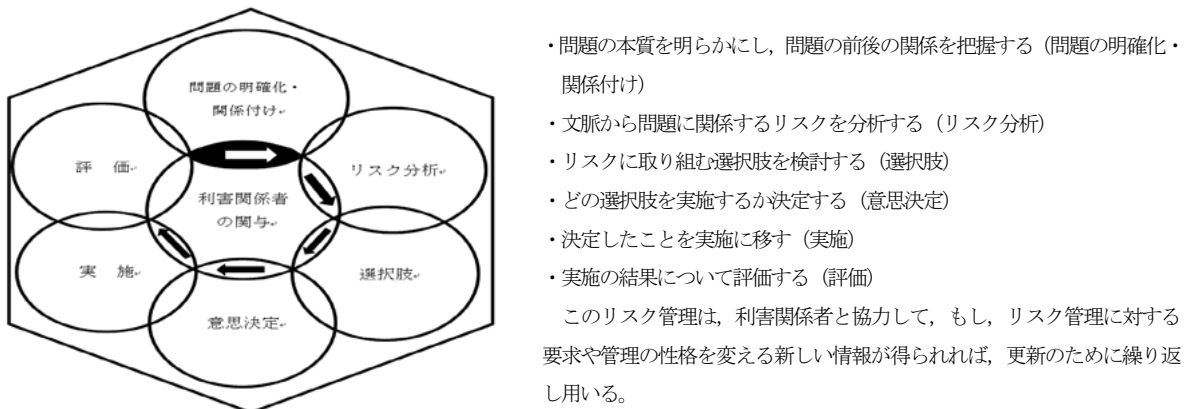 問題の明確化・
関係付け
評　価
リスク分析
利害関係者
の関与
実　施
選択肢
意思決定
・問題の本質を明らかにし，問題の前後の関係を把握する（問題の明確化・
関係付け）
・文脈から問題に関係するリスクを分析する（リスク分析）
・リスクに取り組む選択肢を検討する（選択肢）
・どの選択肢を実施するか決定する（意思決定）
・決定したことを実施に移す（実施）
・実施の結果について評価する（評価）
　このリスク管理は，利害関係者と協力して，もし，リスク管理に対する
要求や管理の性格を変える新しい情報が得られれば，更新のために繰り返
し用いる。